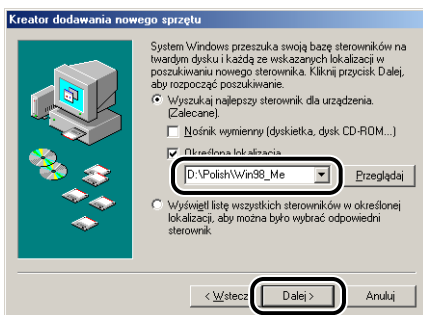 Kreator dodawania nowego sprzętu
System Windows przeszuka swoją bazę sterowników na
twardym dysku i każdą ze wskazanych lokalizacji w
poszukiwaniu nowego sterownika. Kliknij przycisk Dalej,
aby rozpocząć poszukiwanie.
Wyszukaj najlepszy sterownik dla urządzenia.
(Zalecane).
Nośnik wymienny (dyskietka, dysk CD-ROM...)
Określona lokalizacja
D:\Polish\Win98_Me
Przeglądaj
Wyświetl listę wszystkich sterowników w określonej
lokalizacji, aby można było wybrać odpowiedni
sterownik
< Wstecz
Dalej >
Anuluj